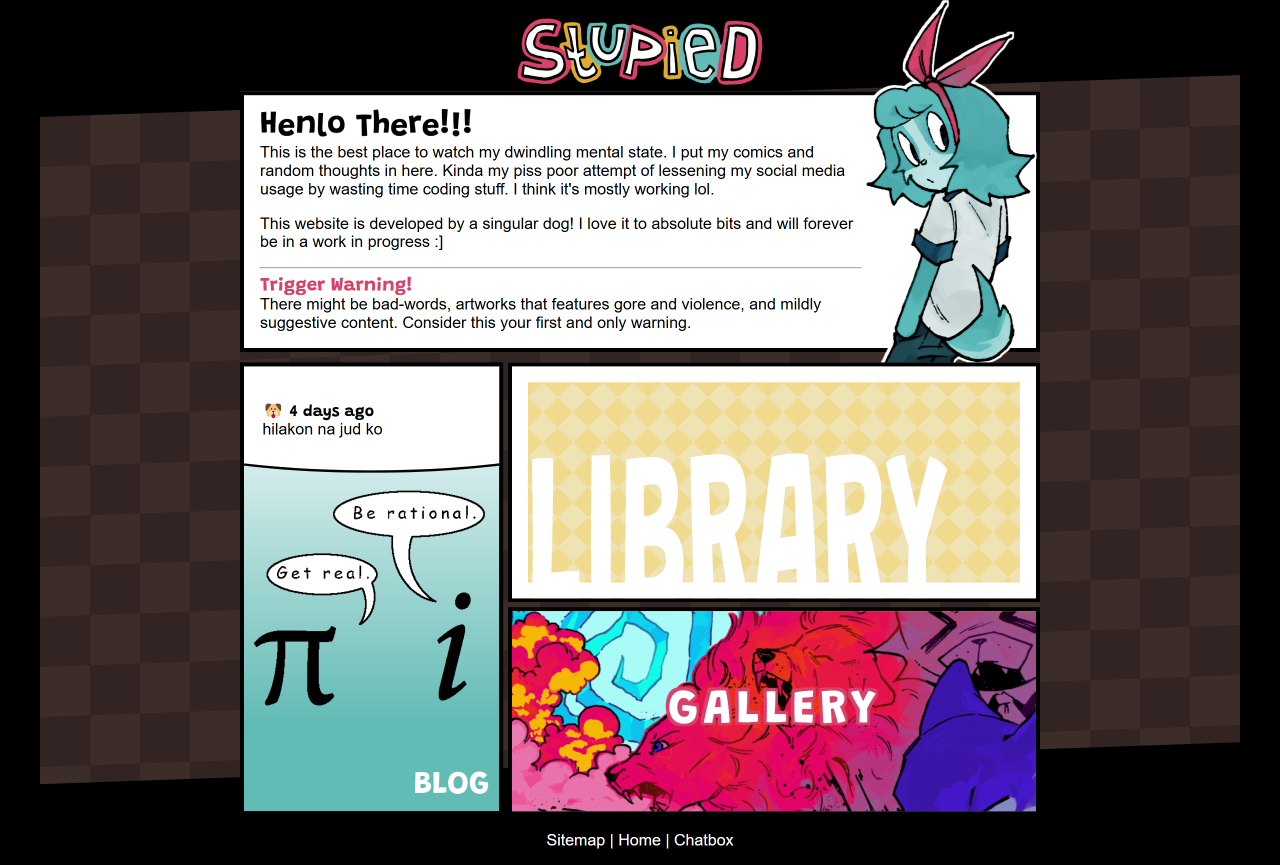 StupieD
Henlo There!!!
This is the best place to watch my dwindling mental state. I put my comics and
random thoughts in here. Kinda my piss poor attempt of lessening my social media
usage by wasting time coding stuff. I think it's mostly working lol.
This website is developed by a singular dog! I love it to absolute bits and will forever
be in a work in progress :]
Trigger Warning!
There might be bad-words, artworks that features gore and violence, and mildly
suggestive content. Consider this your first and only warning.
🐶 4 days ago
hilakon na jud ko
Be rational.
Get real.
π i
BLOG
LIBRARY
GALLERY
Sitemap | Home | Chatbox